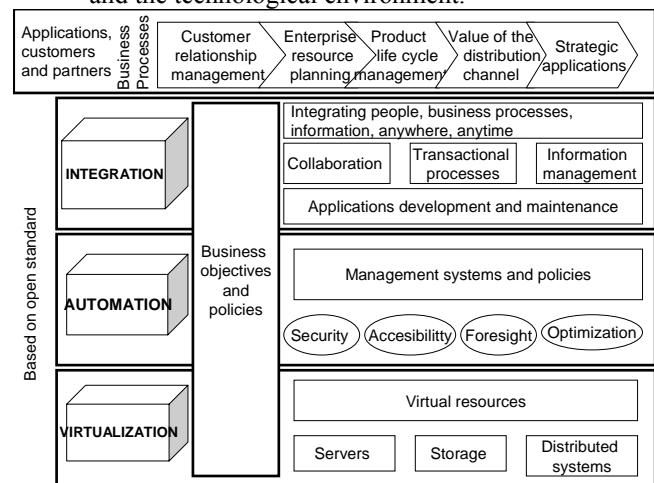 and the technological environment.
Applications,
customers
and partners
Business
Processes
Customer
relationship
management
Enterprise
resource
planning
Product
life cycle
management
Value of the
distribution
channel
Strategic
applications
Based on open standard
INTEGRATION
Business
objectives
and
policies
Integrating people, business processes,
information, anywhere, anytime
Collaboration
Transactional
processes
Information
management
Applications development and maintenance
AUTOMATION
Management systems and policies
Security
Accesibilitty
Foresight
Optimization
VIRTUALIZATION
Virtual resources
Servers
Storage
Distributed
systems